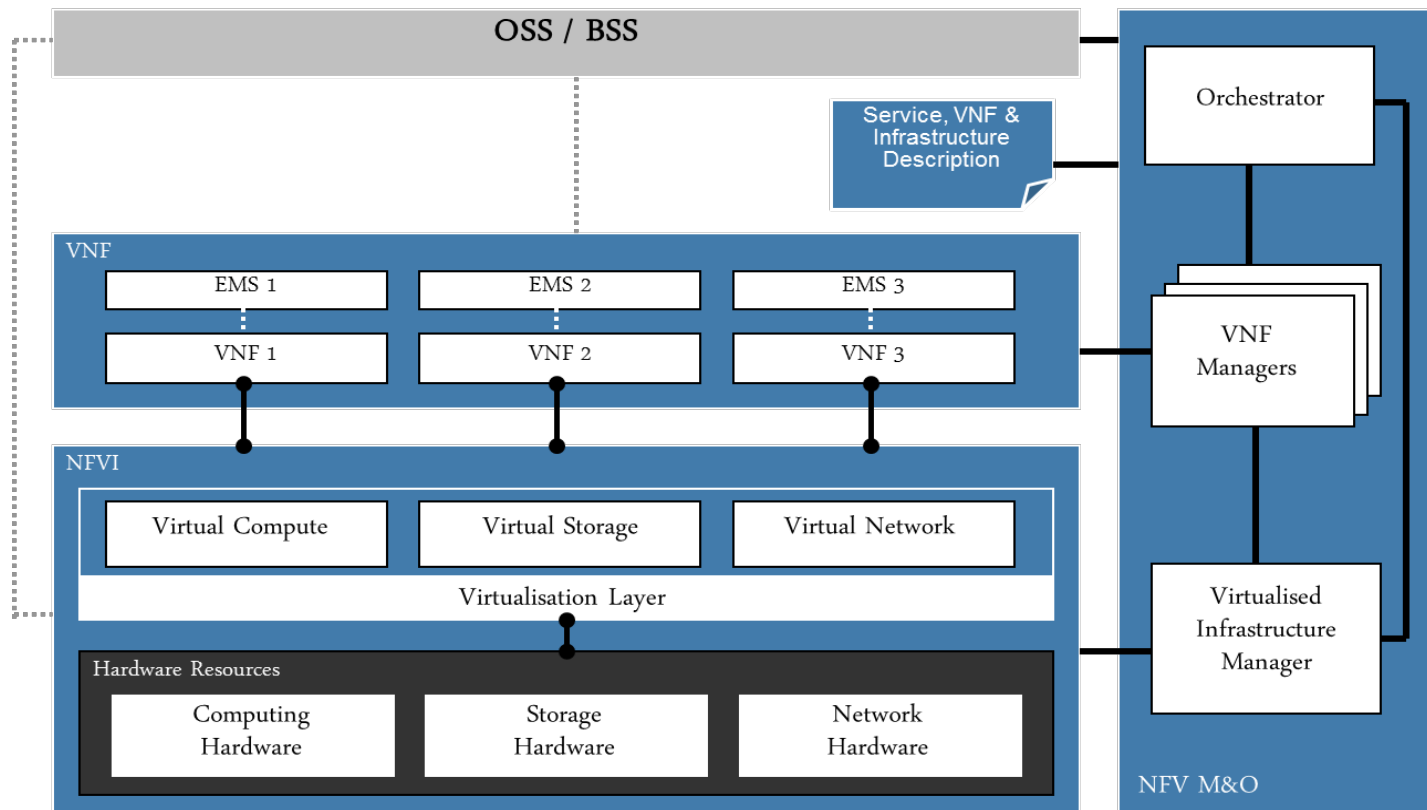 OSS / BSS
Orchestrator
Service, VNF &
Infrastructure
Description
VNF
EMS 1
EMS 2
EMS 3
VNF 1
VNF 2
VNF 3
VNF
Managers
NFVI
Virtual Compute
Virtual Storage
Virtual Network
Virtualisation Layer
Virtualised
Infrastructure
Manager
Hardware Resources
Computing
Hardware
Storage
Hardware
Network
Hardware
NFV M&O